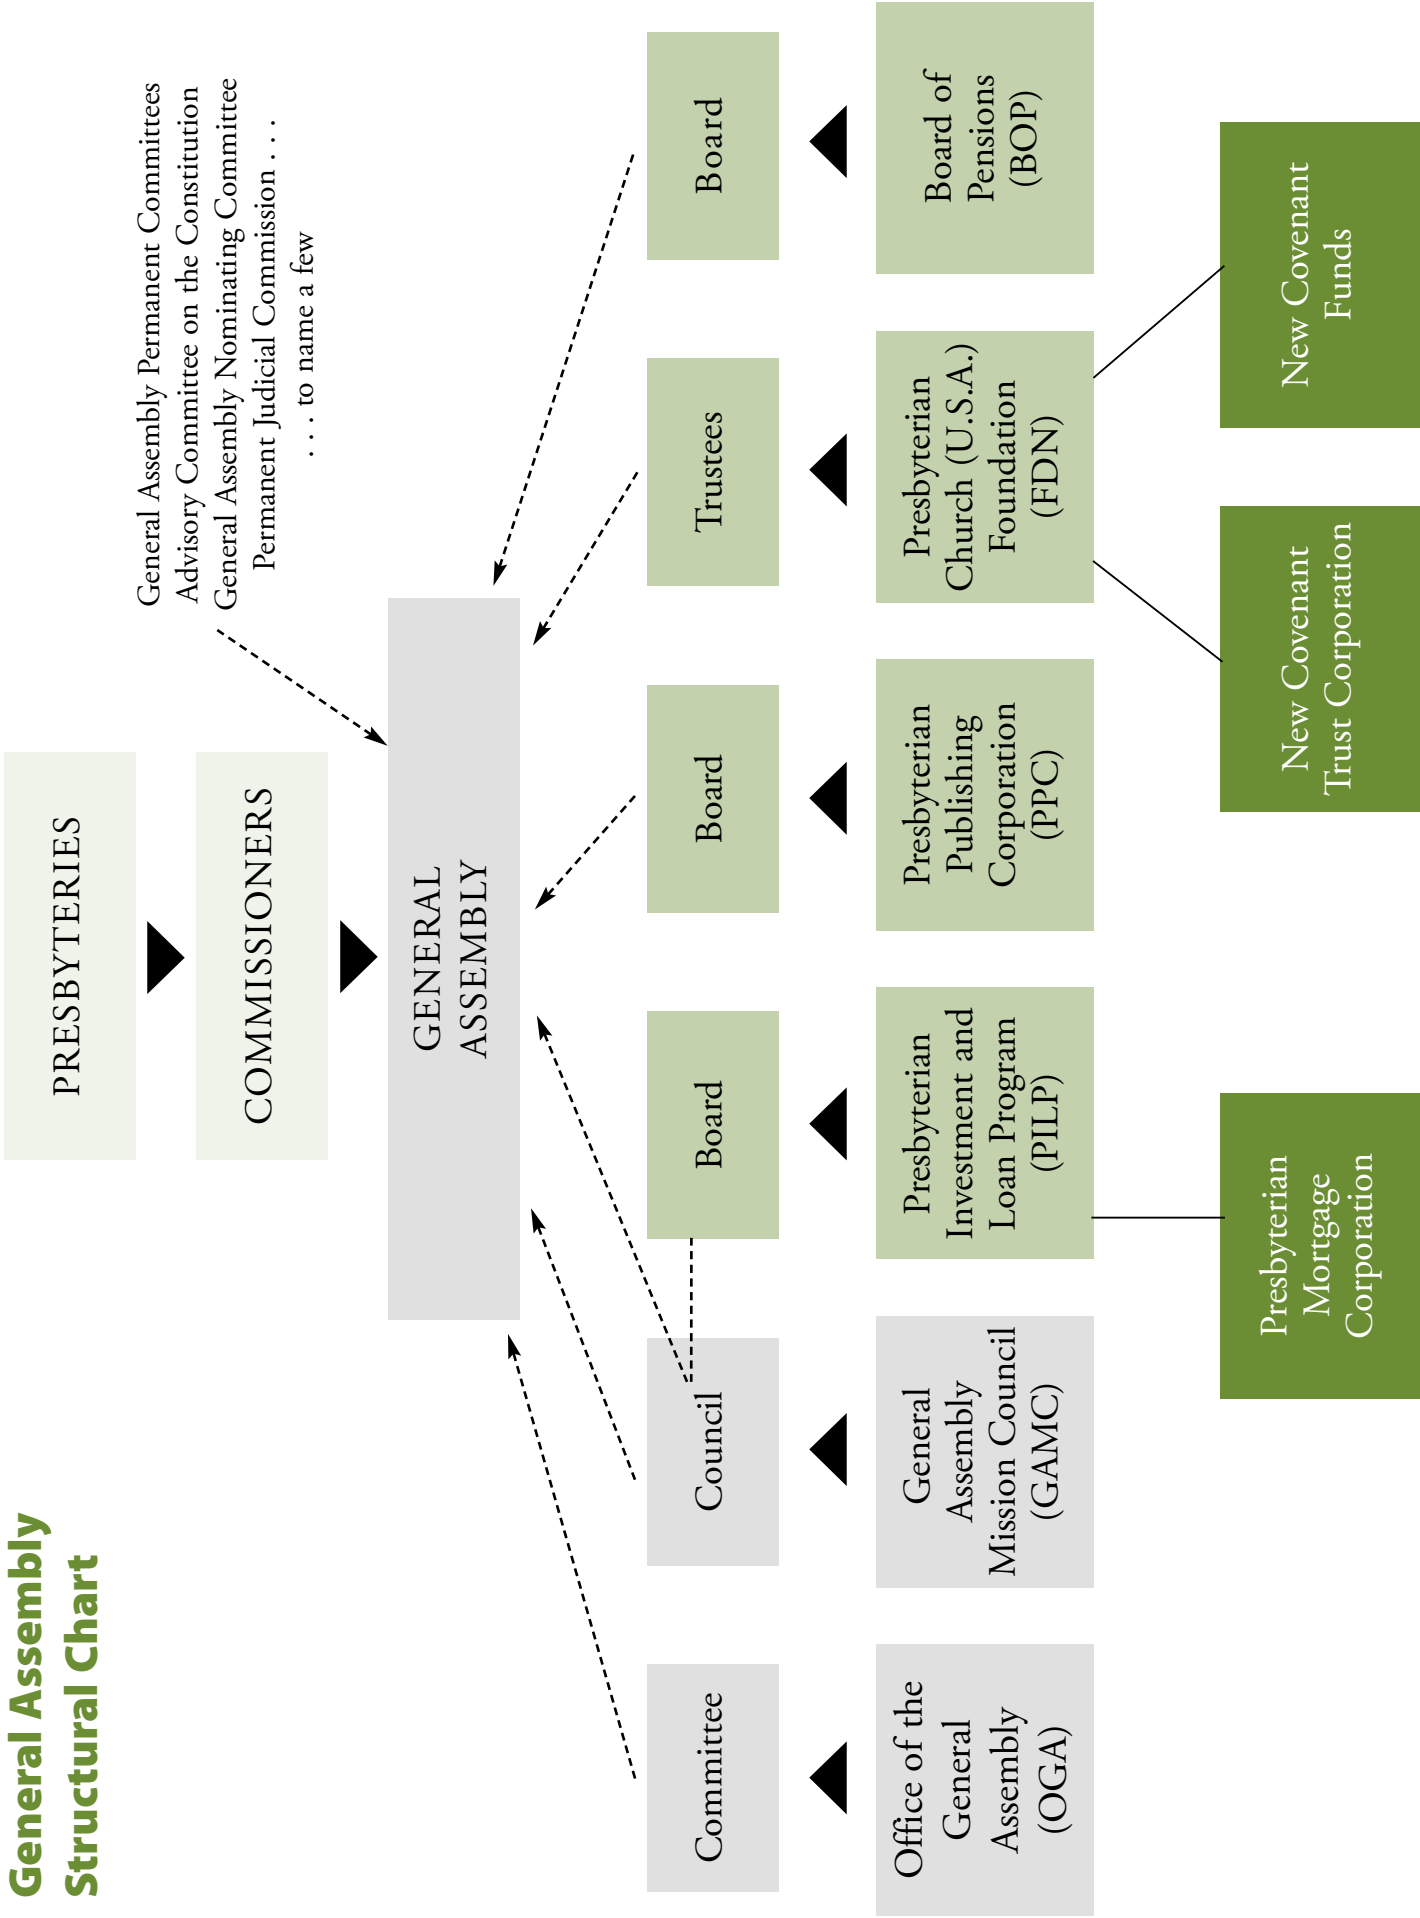 General Assembly
Structural Chart
PRESBYTERIES
COMMISSIONERS
General Assembly Permanent Committees
Advisory Committee on the Constitution
General Assembly Nominating Committee
Permanent Judicial Commission . . .
. . . to name a few
GENERAL
ASSEMBLY
Committee
Council
Board
Board
Trustees
Board
Office of the
General
Assembly
(OGA)
General
Assembly
Mission Council
(GAMC)
Presbyterian
Investment and
Loan Program
(PILP)
Presbyterian
Publishing
Corporation
(PPC)
Presbyterian
Church (U.S.A.)
Foundation
(FDN)
Board of
Pensions
(BOP)
Presbyterian
Mortgage
Corporation
New Covenant
Trust Corporation
New Covenant
Funds